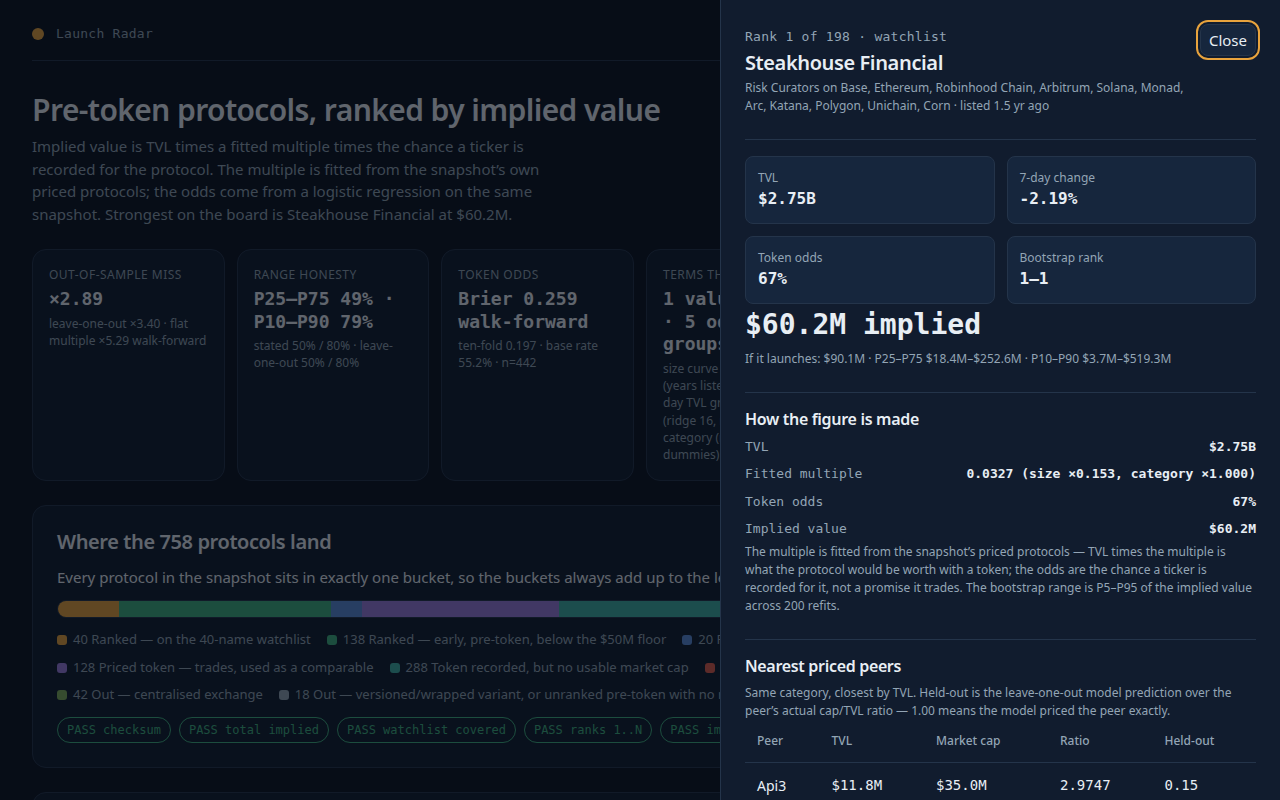 Launch Radar
Pre-token protocols, ranked by implied value
Implied value is TVL times a fitted multiple times the chance a ticker is
recorded for the protocol. The multiple is fitted from the snapshot's own
priced protocols; the odds come from a logistic regression on the same
snapshot. Strongest on the board is Steakhouse Financial at $60.2M.
OUT-OF-SAMPLE MISS
×2.89
leave-one-out ×3.40 · flat
multiple ×5.29 walk-forward
RANGE HONESTY
P25–P75 49% ·
P10–P90 79%
stated 50% / 80% · leave-
one-out 50% / 80%
TOKEN ODDS
Brier 0.259
walk-forward
ten-fold 0.197 · base rate
55.2% · n=442
TERMS
1
· 5
groups
size curve
(years
day TVL
(ridge 16,
category
dummies)
Where the 758 protocols land
Every protocol in the snapshot sits in exactly one bucket, so the buckets always add up to the
40 Ranked — on the 40-name watchlist
138 Ranked — early, pre-token, below the $50M floor
20
128 Priced token — trades, used as a comparable
288 Token recorded, but no usable market cap
42 Out — centralised exchange
18 Out — versioned/wrapped variant, or unranked pre-token with no
PASS checksum
PASS total implied
PASS watchlist covered
PASS ranks 1..N
PASS
Rank 1 of 198 · watchlist
Close
Steakhouse Financial
Risk Curators on Base, Ethereum, Robinhood Chain, Arbitrum, Solana, Monad,
Arc, Katana, Polygon, Unichain, Corn · listed 1.5 yr ago
TVL
$2.75B
7-day change
-2.19%
Token odds
67%
Bootstrap rank
1–1
$60.2M implied
If it launches: $90.1M · P25–P75 $18.4M–$252.6M · P10–P90 $3.7M–$519.3M
How the figure is made
TVL $2.75B
Fitted multiple 0.0327 (size ×0.153, category ×1.000)
Token odds 67%
Implied value $60.2M
The multiple is fitted from the snapshot's priced protocols — TVL times the multiple is
what the protocol would be worth with a token; the odds are the chance a ticker is
recorded for it, not a promise it trades. The bootstrap range is P5–P95 of the implied value
across 200 refits.
Nearest priced peers
Same category, closest by TVL. Held-out is the leave-one-out model prediction over the
peer's actual cap/TVL ratio — 1.00 means the model priced the peer exactly.
Peer TVL Market cap Ratio Held-out
Api3 $11.8M $35.0M 2.9747 0.15